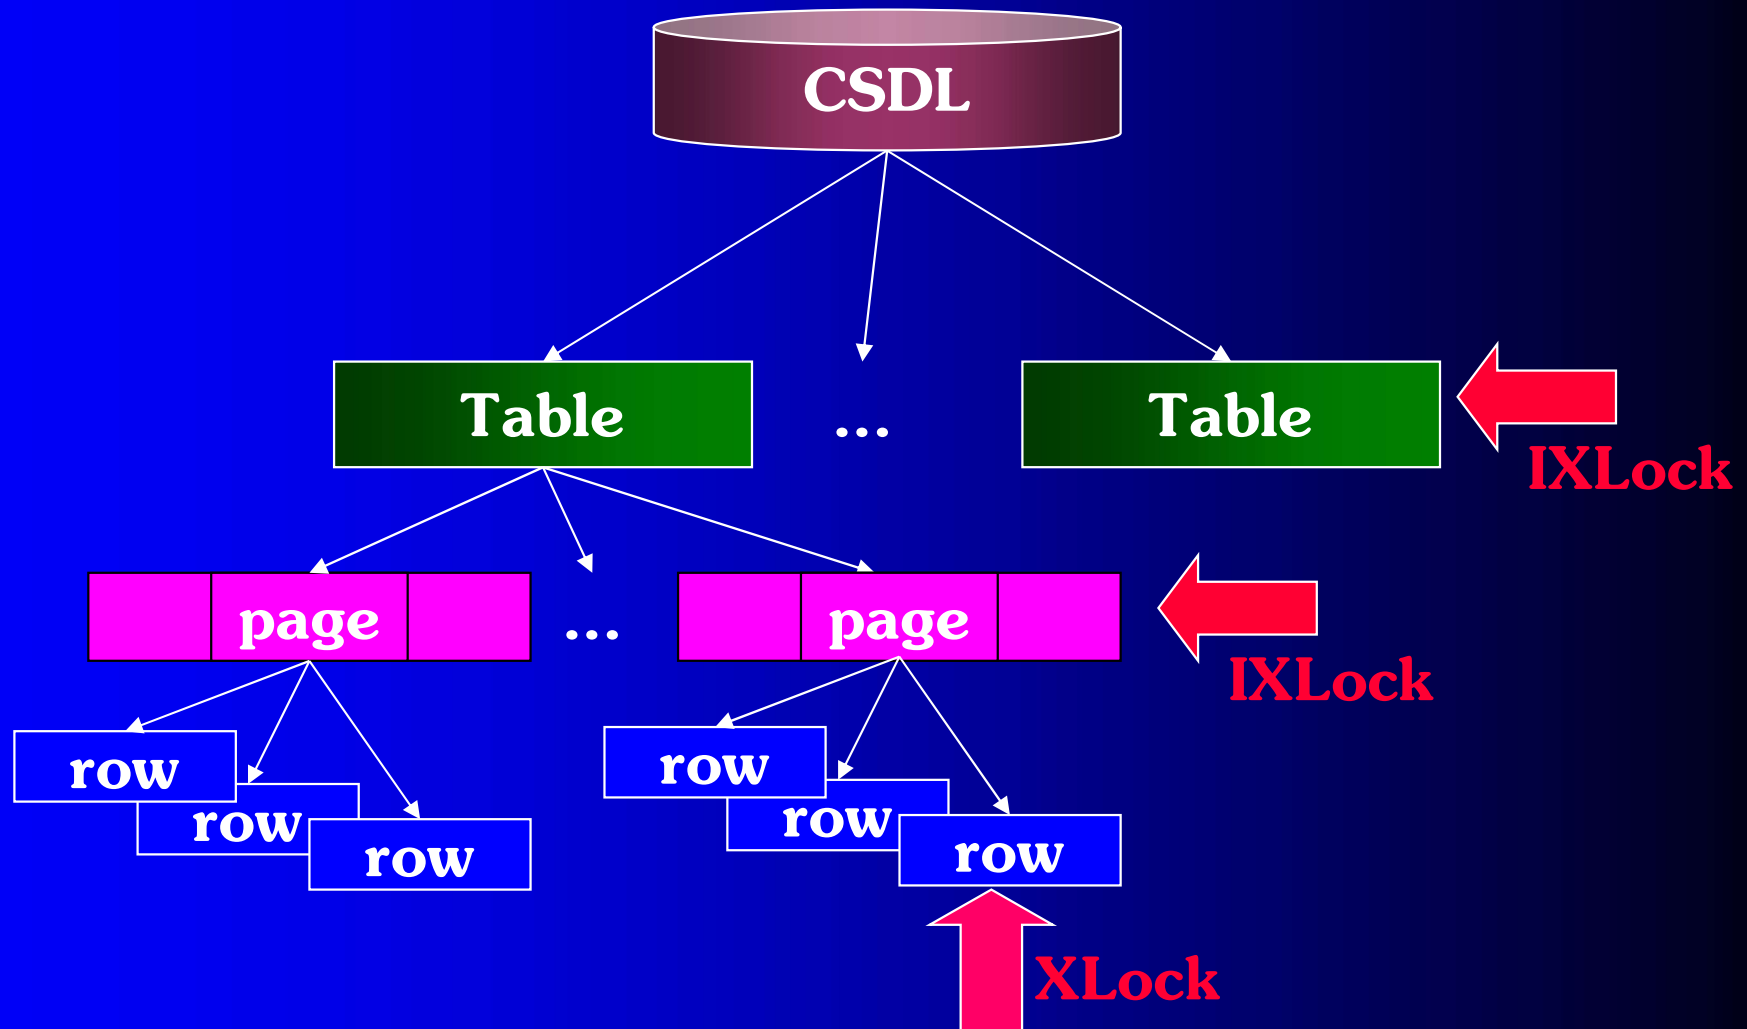 CSDL
Table
...
Table
IXLock
page
...
page
IXLock
row
row
row
row
row
row
XLock